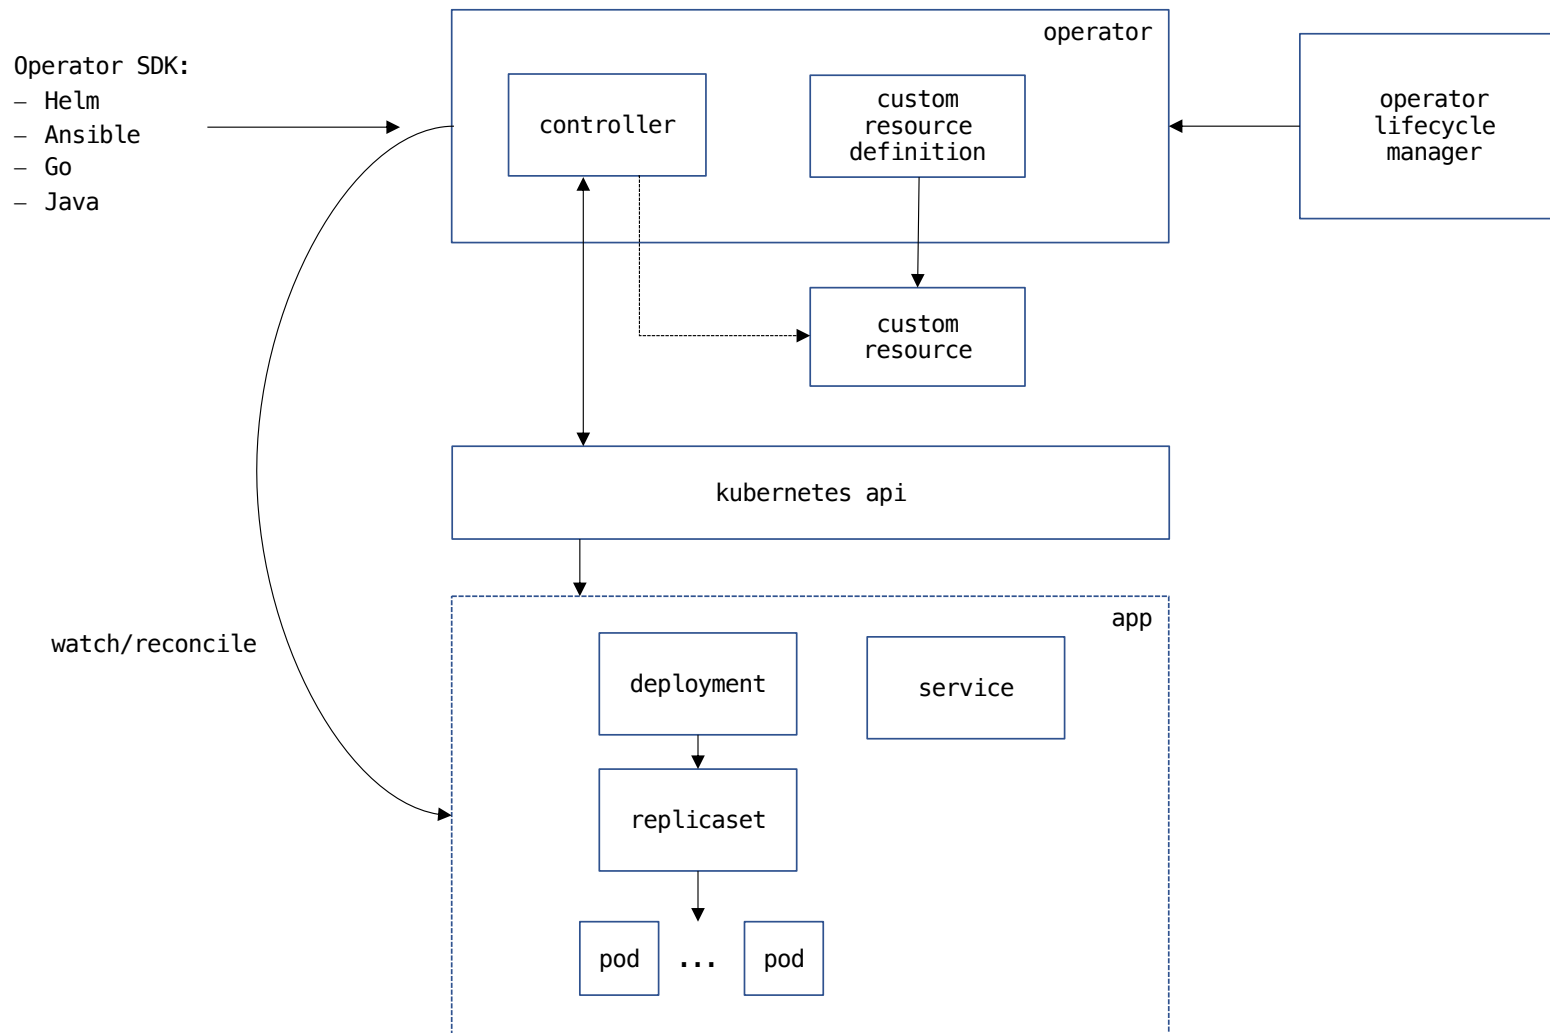 operator
Operator SDK:
– Helm
– Ansible
– Go
– Java
controller
custom
resource
definition
operator
lifecycle
manager
custom
resource
kubernetes api
app
watch/reconcile
deployment
service
replicaset
pod
...
pod